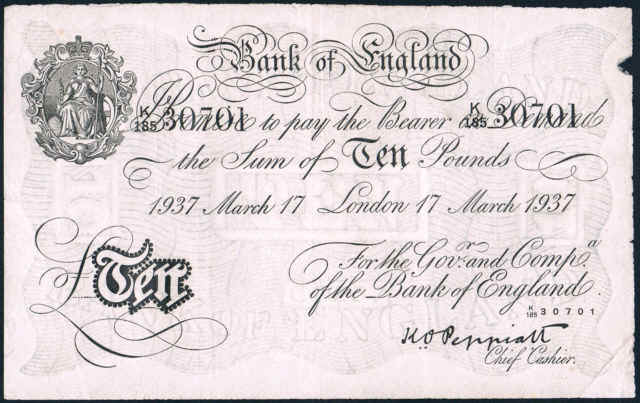 Bank of England
K/185 30701 K/185 30701
I Promise to pay the Bearer on Demand
the Sum of Ten Pounds
1937 March 17 London 17 March 1937
For the Govr. and Compa.
of the Bank of England.
£Ten
K/185 30701
K O Peppiatt
Chief Cashier.